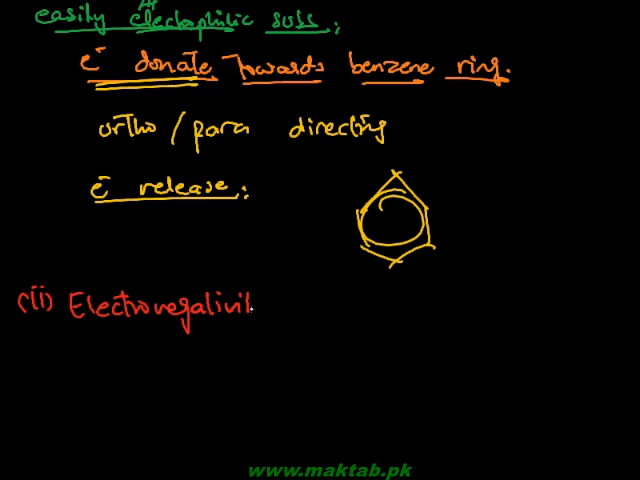 easily electrophilic subs:
e⁻ donate Towards benzene ring.
ortho / para directing
e⁻ release:
(ii) Electronegativit
www.maktab.pk